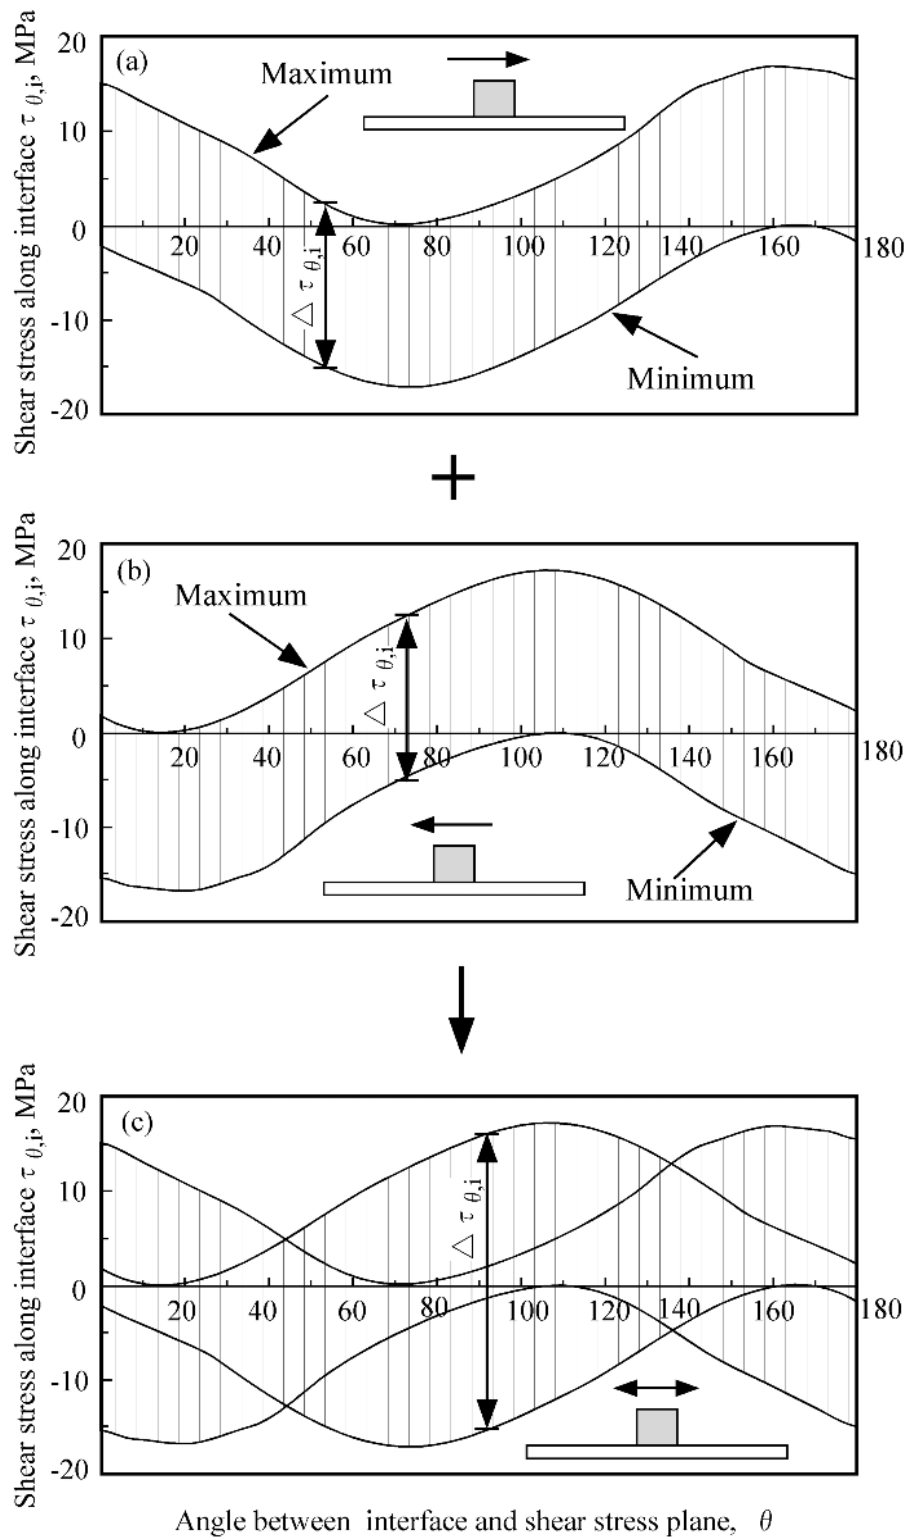 Shear stress along interface τ θ,i, MPa
(a)
Maximum
20
10
0
-10
-20
20 40 60 80 100 120 140 160 180
△ τ θ,i
Minimum
+
Shear stress along interface τ θ,i, MPa
(b)
Maximum
20
10
0
-10
-20
20 40 60 80 100 120 140 160 180
△ τ θ,i
Minimum
Shear stress along interface τ θ,i, MPa
(c)
20
10
0
-10
-20
20 40 60 80 100 120 140 160 180
△ τ θ,i
Angle between interface and shear stress plane, θ